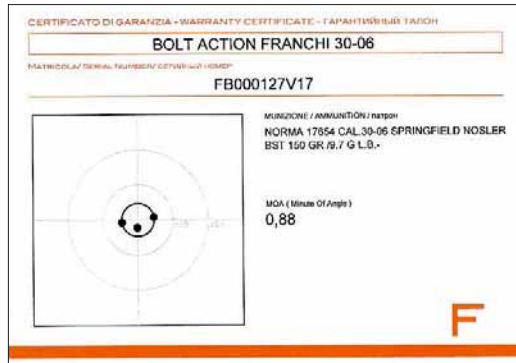 CERTIFICATO DI GARANZIA - WARRANTY CERTIFICATE - ГАРАНТИЙНЫЙ ТАЛОН
BOLT ACTION FRANCHI 30-06
MATRICOLA/ SERIAL NUMBER/ СЕРИЙНЫЙ НОМЕР
FB000127V17
MUNIZIONE / AMMUNITION / патрон
NORMA 17654 CAL.30-06 SPRINGFIELD NOSLER
BST 150 GR /9.7 G L.B.-
MOA ( Minute Of Angle )
0,88
F